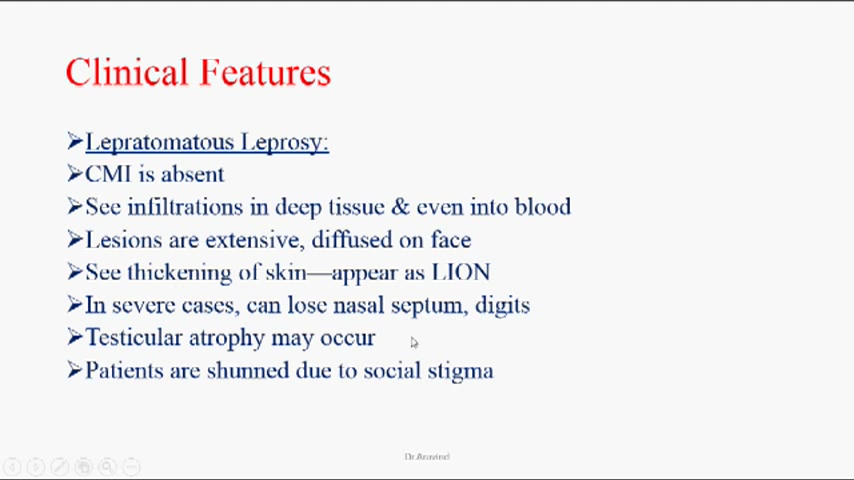 Clinical Features
➢Lepratomatous Leprosy:
➢CMI is absent
➢See infiltrations in deep tissue & even into blood
➢Lesions are extensive, diffused on face
➢See thickening of skin—appear as LION
➢In severe cases, can lose nasal septum, digits
➢Testicular atrophy may occur
➢Patients are shunned due to social stigma
Dr.Aravind